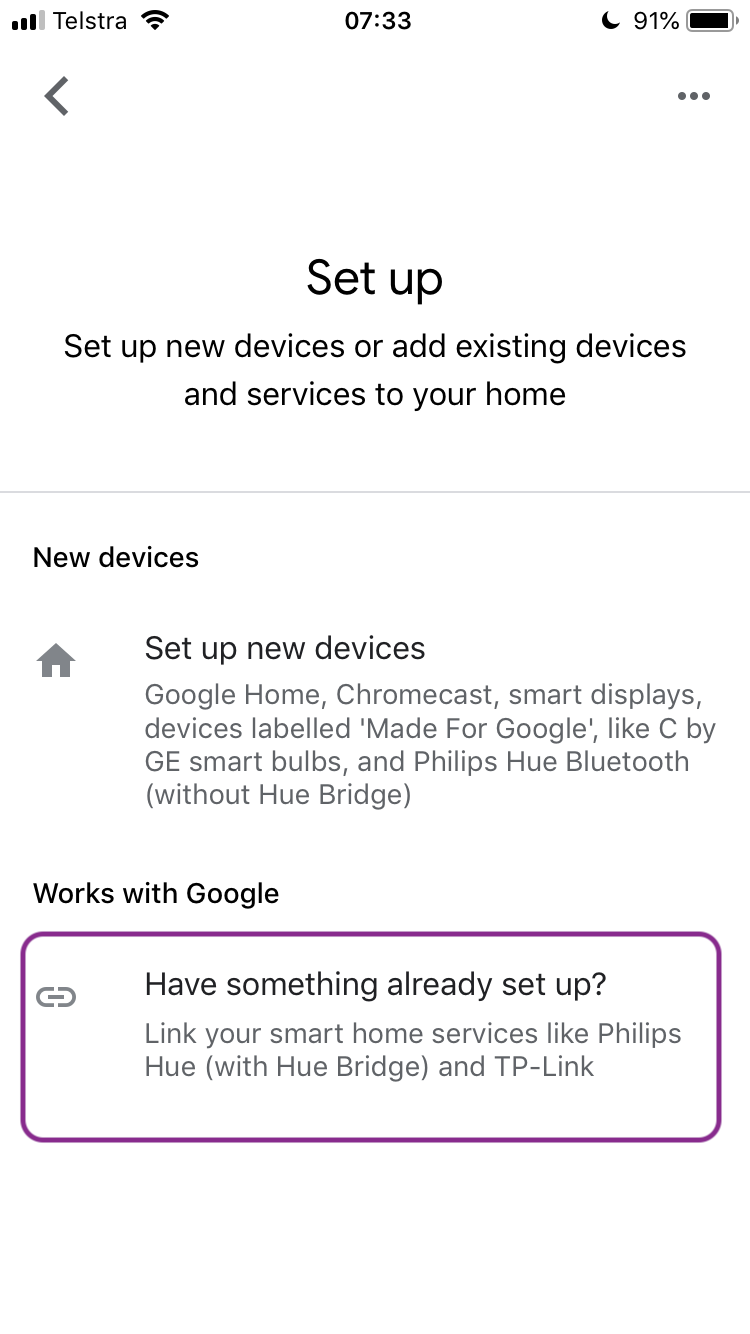 Telstra 07:33 91%
Set up
Set up new devices or add existing devices
and services to your home
New devices
Set up new devices
Google Home, Chromecast, smart displays,
devices labelled 'Made For Google', like C by
GE smart bulbs, and Philips Hue Bluetooth
(without Hue Bridge)
Works with Google
Have something already set up?
Link your smart home services like Philips
Hue (with Hue Bridge) and TP-Link